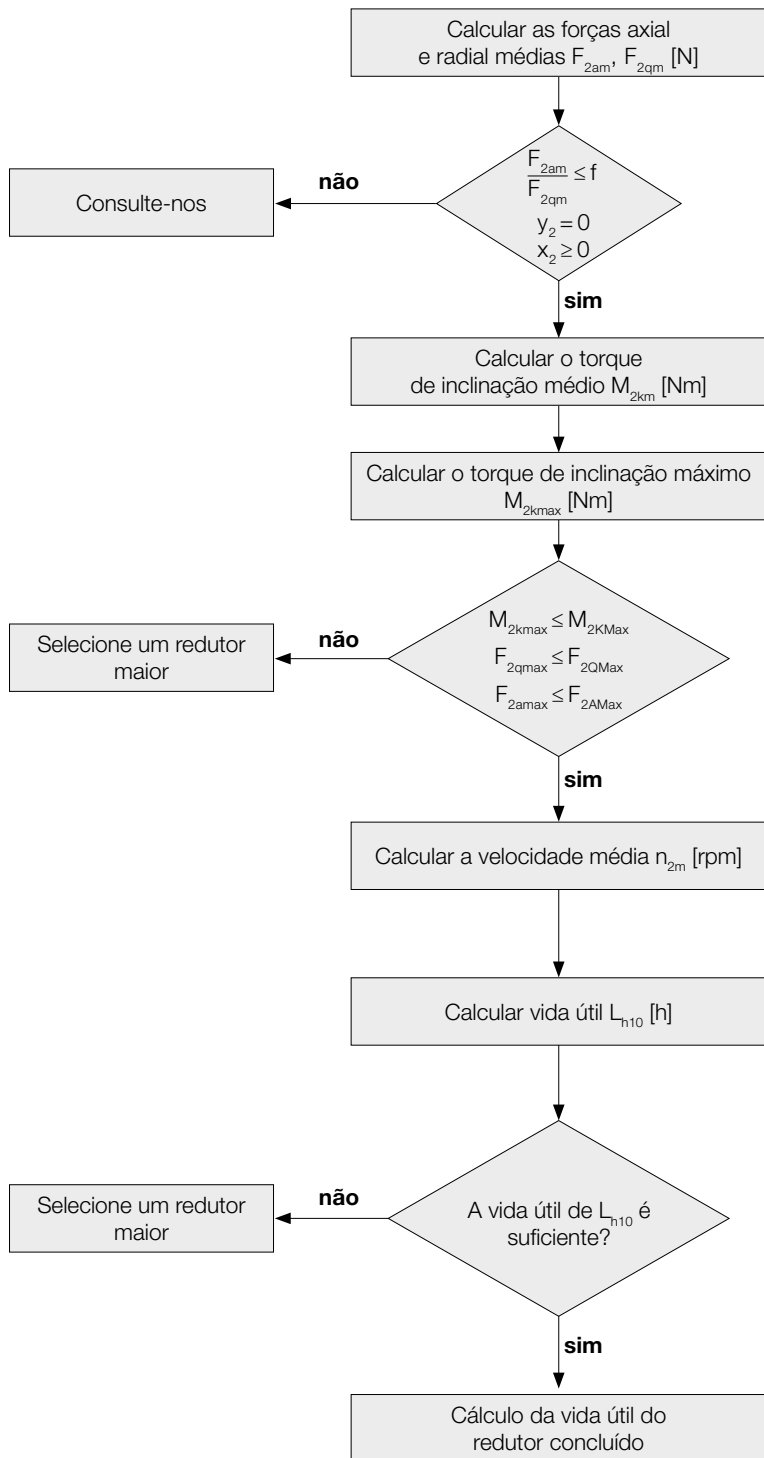 Calcular as forças axial
e radial médias F₂ₐₘ, F₂qm [N]
F₂ₐₘ
F₂qm
≤ f
y₂ = 0
x₂ ≥ 0
não
Consulte-nos
sim
Calcular o torque
de inclinação médio M₂ₖₘ [Nm]
Calcular o torque de inclinação máximo
M₂ₖₘₐₓ [Nm]
M₂ₖₘₐₓ ≤ M₂KMax
F₂qmax ≤ F₂QMax
F₂ₐₘₐₓ ≤ F₂AMax
não
Selecione um redutor
maior
sim
Calcular a velocidade média n₂ₘ [rpm]
Calcular vida útil Lₕ₁₀ [h]
A vida útil de Lₕ₁₀ é
suficiente?
não
Selecione um redutor
maior
sim
Cálculo da vida útil do
redutor concluído